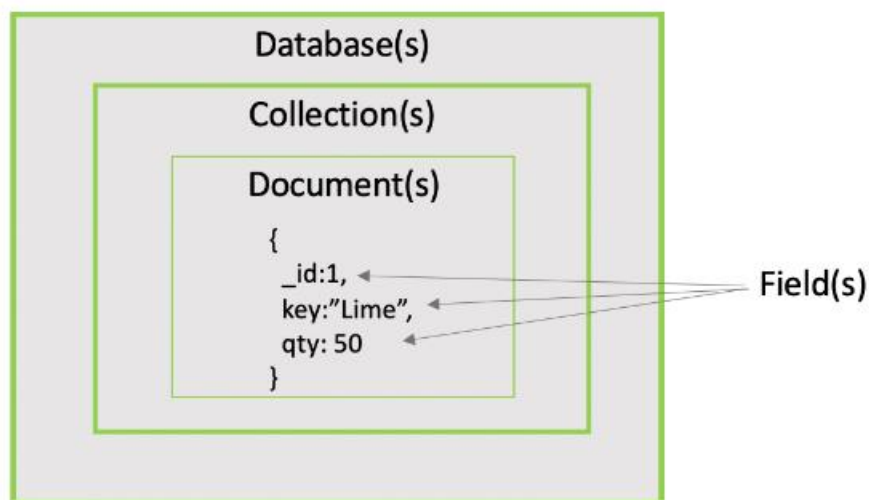 Database(s)
Collection(s)
Document(s)
{
_id:1,
key:”Lime”,
qty: 50
}
Field(s)